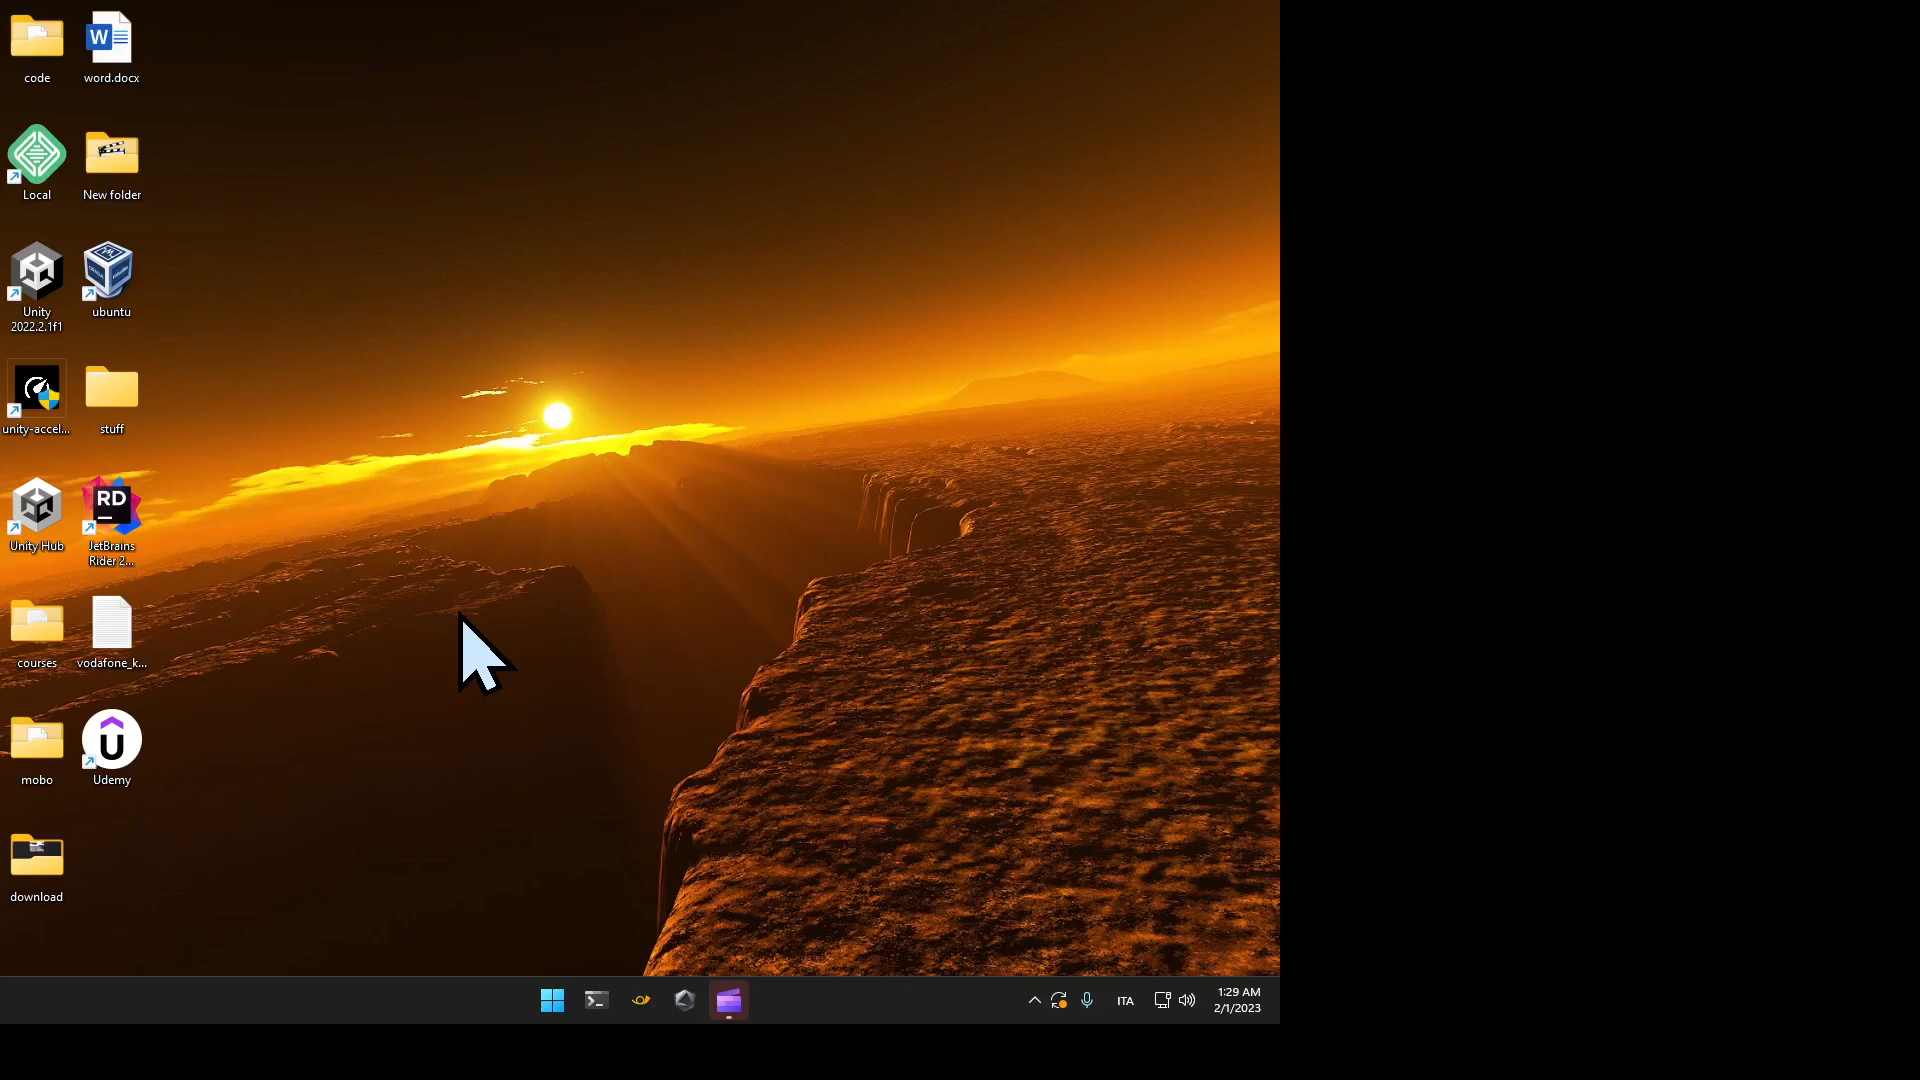 code
word.docx
Local
New folder
Unity
2022.2.1f1
ubuntu
unity-accel...
stuff
Unity Hub
RD
JetBrains
Rider 2...
courses
vodafone_k...
mobo
U
Udemy
download
W
ITA
1:29 AM
2/1/2023